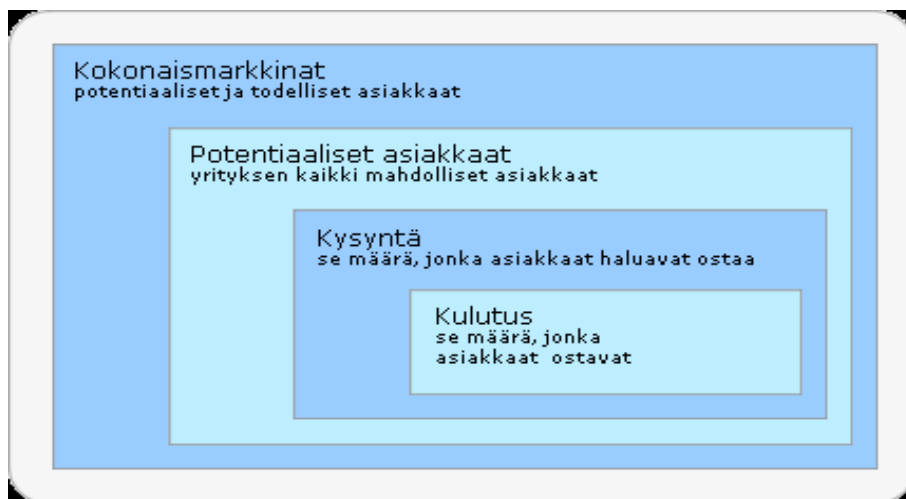 Kokonaismarkkinat
potentiaaliset ja todelliset asiakkaat
Potentiaaliset asiakkaat
yrityksen kaikki mahdolliset asiakkaat
Kysyntä
se määrä, jonka asiakkaat haluavat ostaa
Kulutus
se määrä, jonka
asiakkaat ostavat